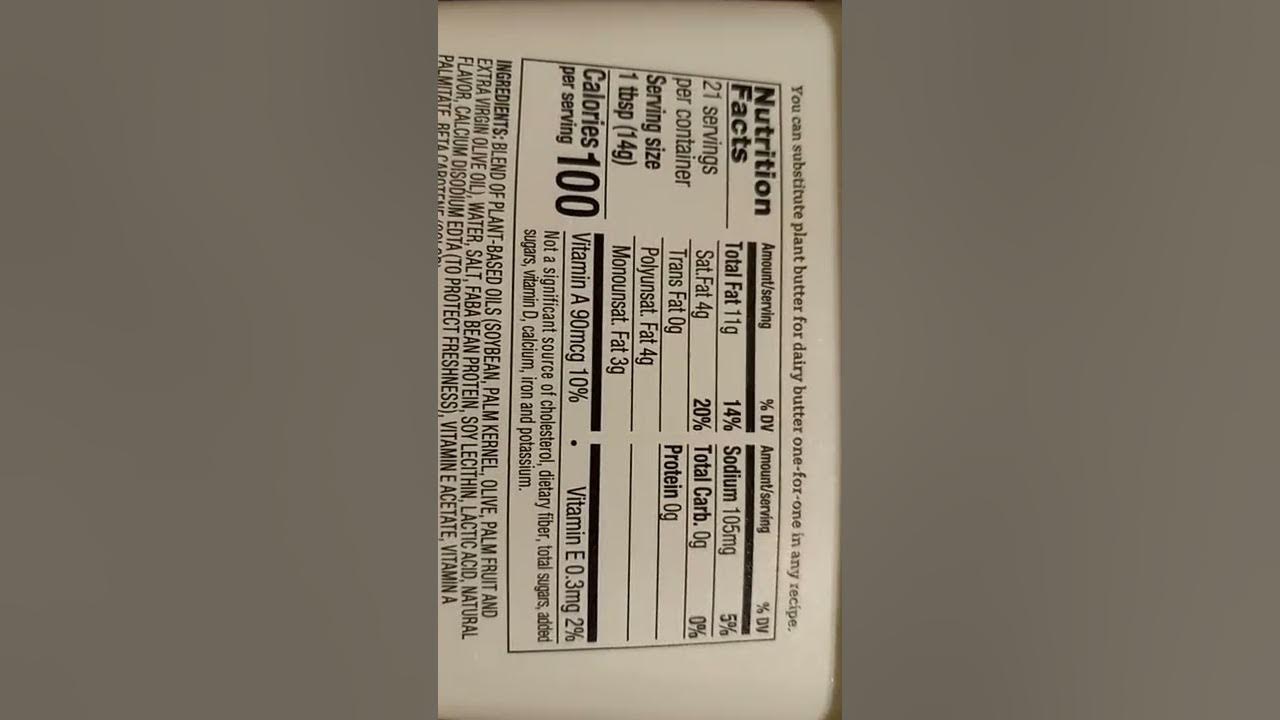 You can substitute plant butter for dairy butter one-for-one in any recipe.
Nutrition
Facts
21 servings
per container
Serving size
1 tbsp (14g)
Calories 100
per serving
Amount/serving % DV
Total Fat 11g 14%
Sat.Fat 4g 20%
Trans Fat 0g
Polyunsat. Fat 4g
Monounsat. Fat 3g
Amount/serving % DV
Sodium 105mg 5%
Total Carb. 0g 0%
Protein 0g
Vitamin A 90mcg 10% • Vitamin E 0.3mg 2%
Not a significant source of cholesterol, dietary fiber, total sugars, added
sugars, vitamin D, calcium, iron and potassium.
INGREDIENTS: BLEND OF PLANT-BASED OILS (SOYBEAN, PALM KERNEL, OLIVE, PALM FRUIT AND
EXTRA VIRGIN OLIVE OIL), WATER, SALT, FABA BEAN PROTEIN, SOY LECITHIN, LACTIC ACID, NATURAL
FLAVOR, CALCIUM DISODIUM EDTA (TO PROTECT FRESHNESS), VITAMIN E ACETATE, VITAMIN A
PALMITATE, BETA CAROTENE